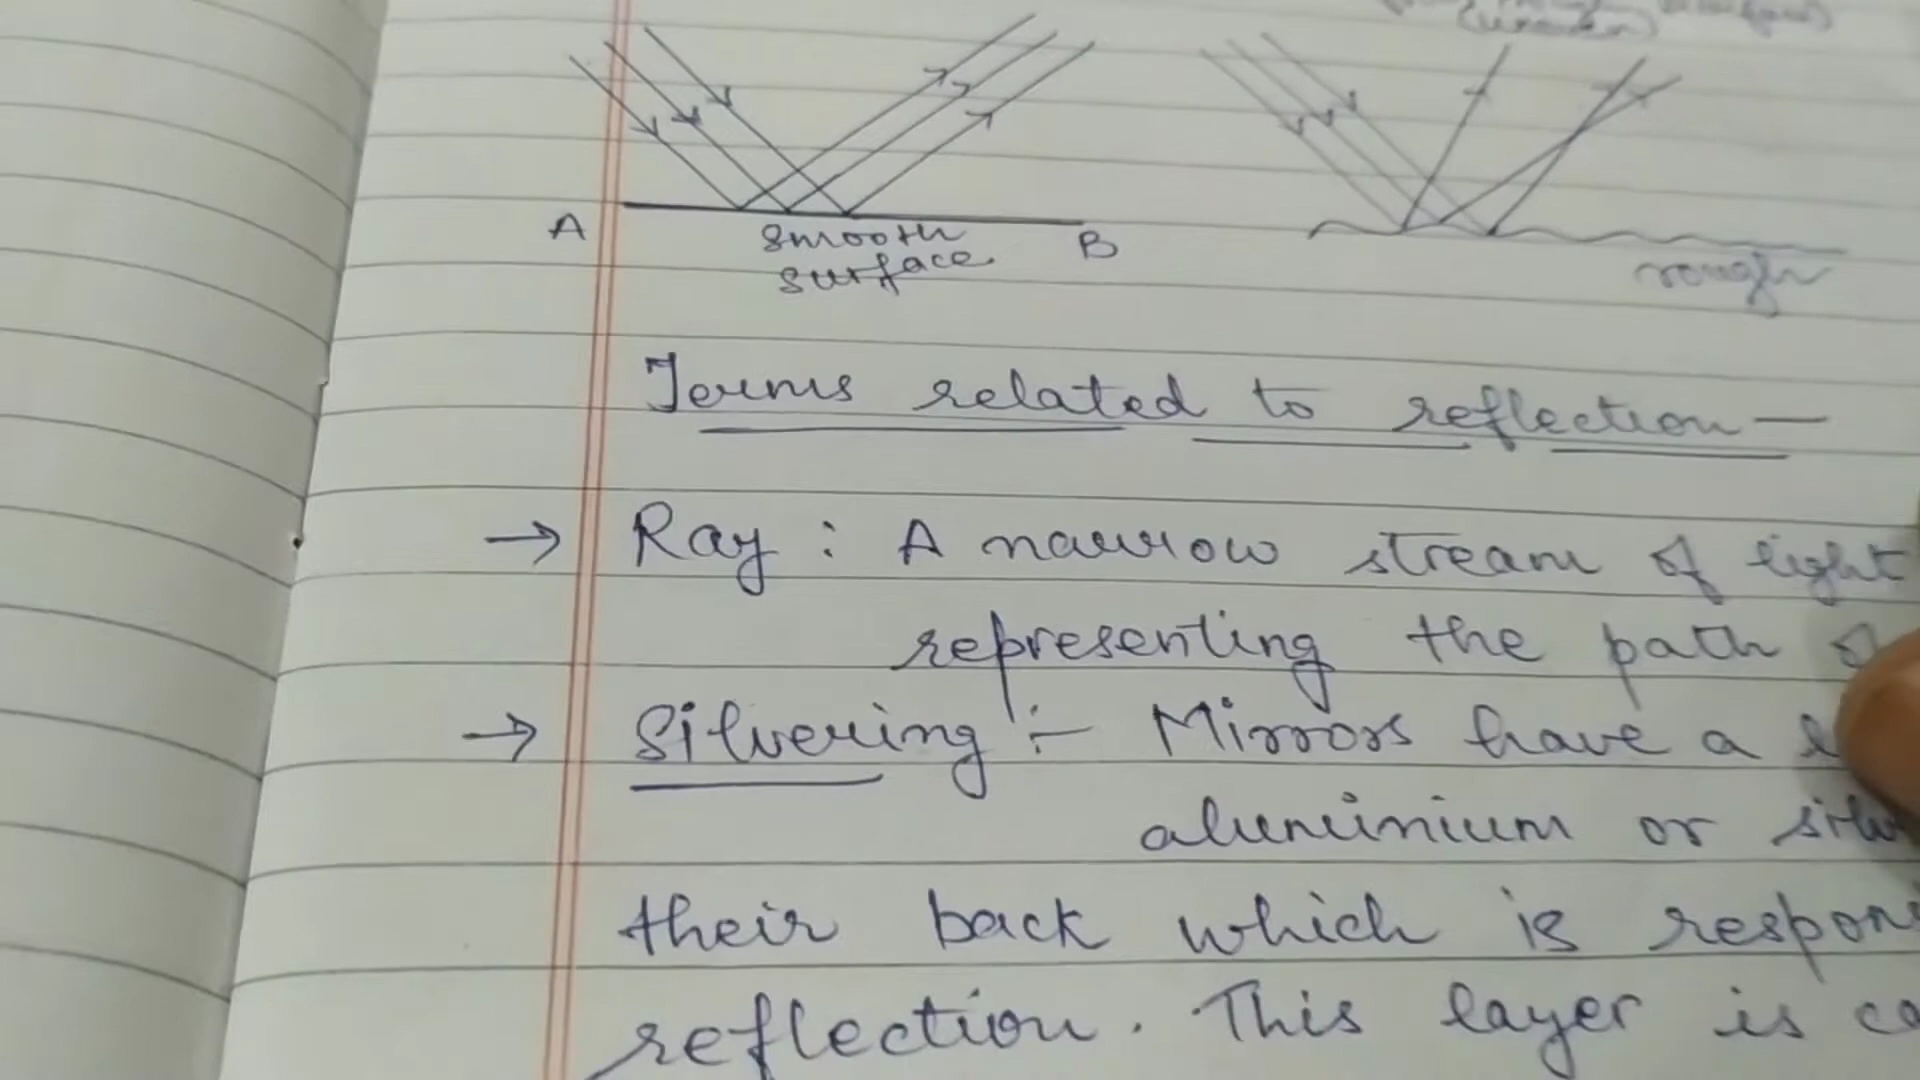 (uneven)
A
smooth
surface
B
rough
Terms related to reflection —
→ Ray : A narrow stream of light
representing the path
→ Silvering :- Mirrors have a
aluminium or
their back which is
reflection. This layer is